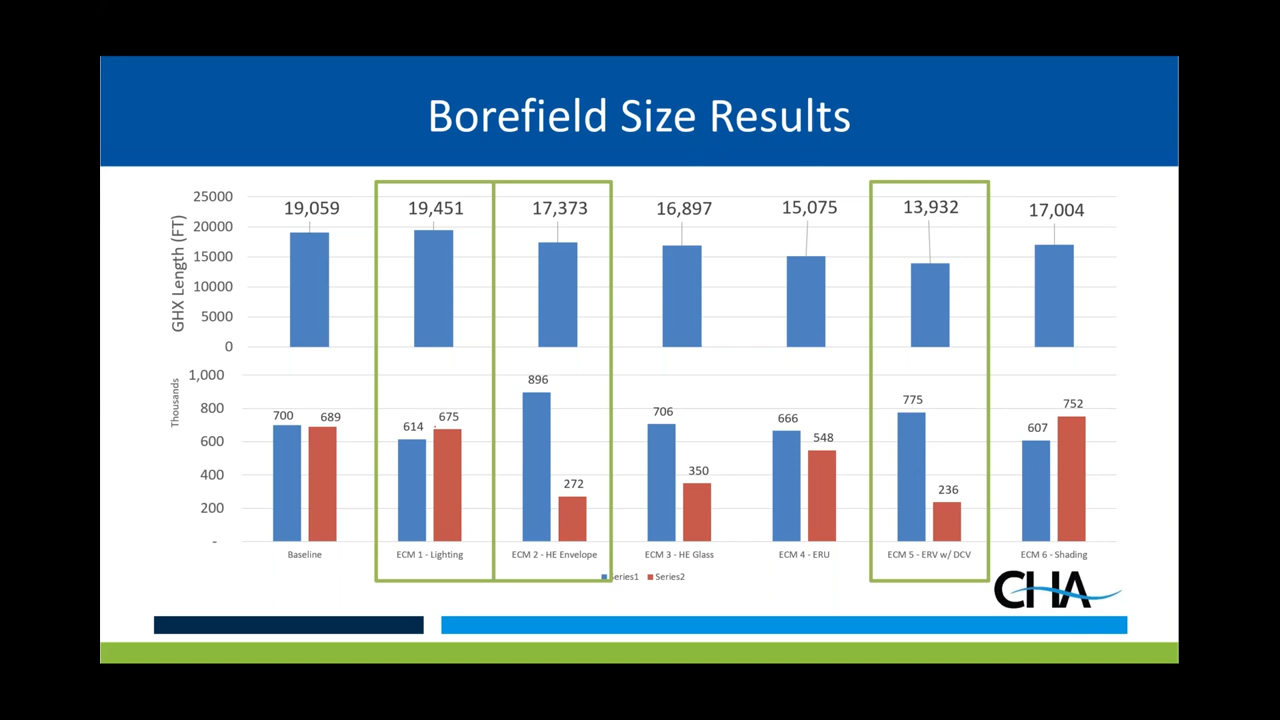 Borefield Size Results
GHX Length (FT)
25000
20000
15000
10000
5000
0
19,059
19,451
17,373
16,897
15,075
13,932
17,004
Thousands
1,000
800
600
400
200
-
700
689
614
675
896
272
706
350
666
548
775
236
607
752
Baseline
ECM 1 - Lighting
ECM 2 - HE Envelope
ECM 3 - HE Glass
ECM 4 - ERU
ECM 5 - ERV w/ DCV
ECM 6 - Shading
Series1
Series2
CHA